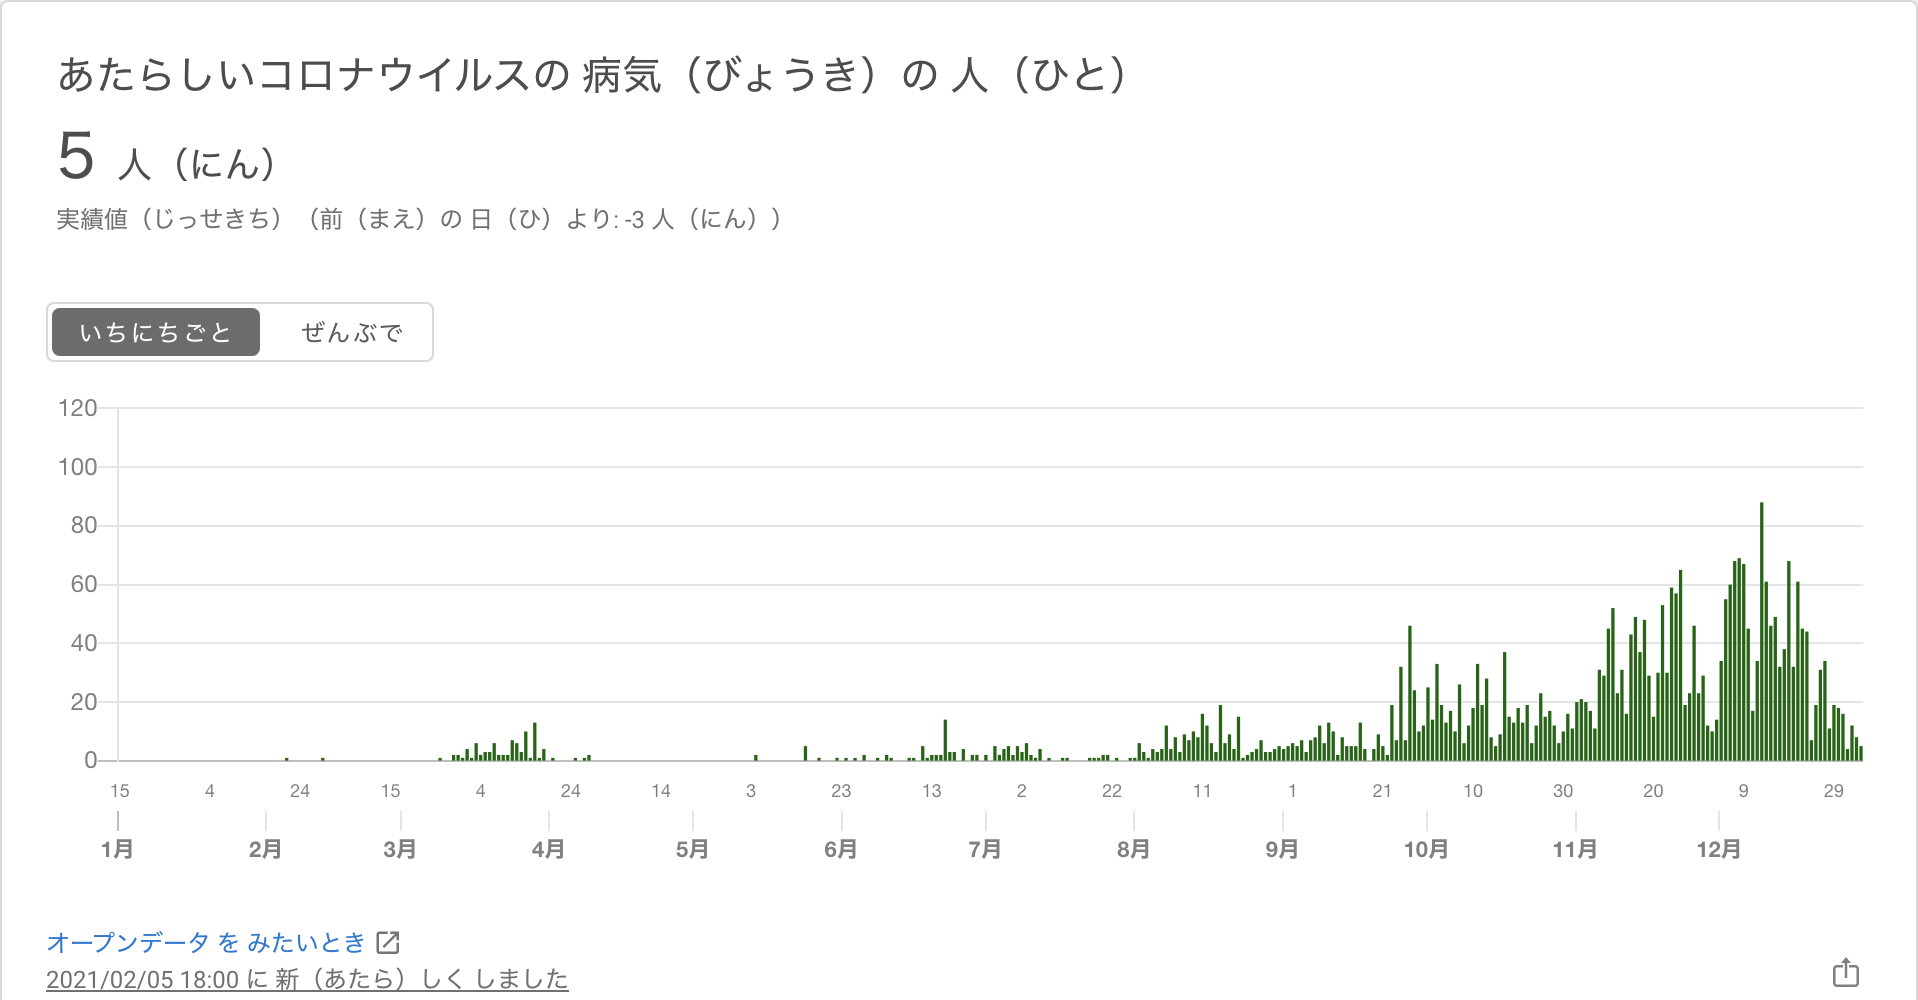 あたらしいコロナウイルスの 病気（びょうき）の 人（ひと）
5 人（にん）
実績値（じっせきち）（前（まえ）の 日（ひ）より: -3 人（にん））
いちにちごと ぜんぶで
120
100
80
60
40
20
0
15 4 24 15 4 24 14 3 23 13 2 22 11 1 21 10 30 20 9 29
1月 2月 3月 4月 5月 6月 7月 8月 9月 10月 11月 12月
オープンデータ を みたいとき
2021/02/05 18:00 に 新（あたら）しく しました